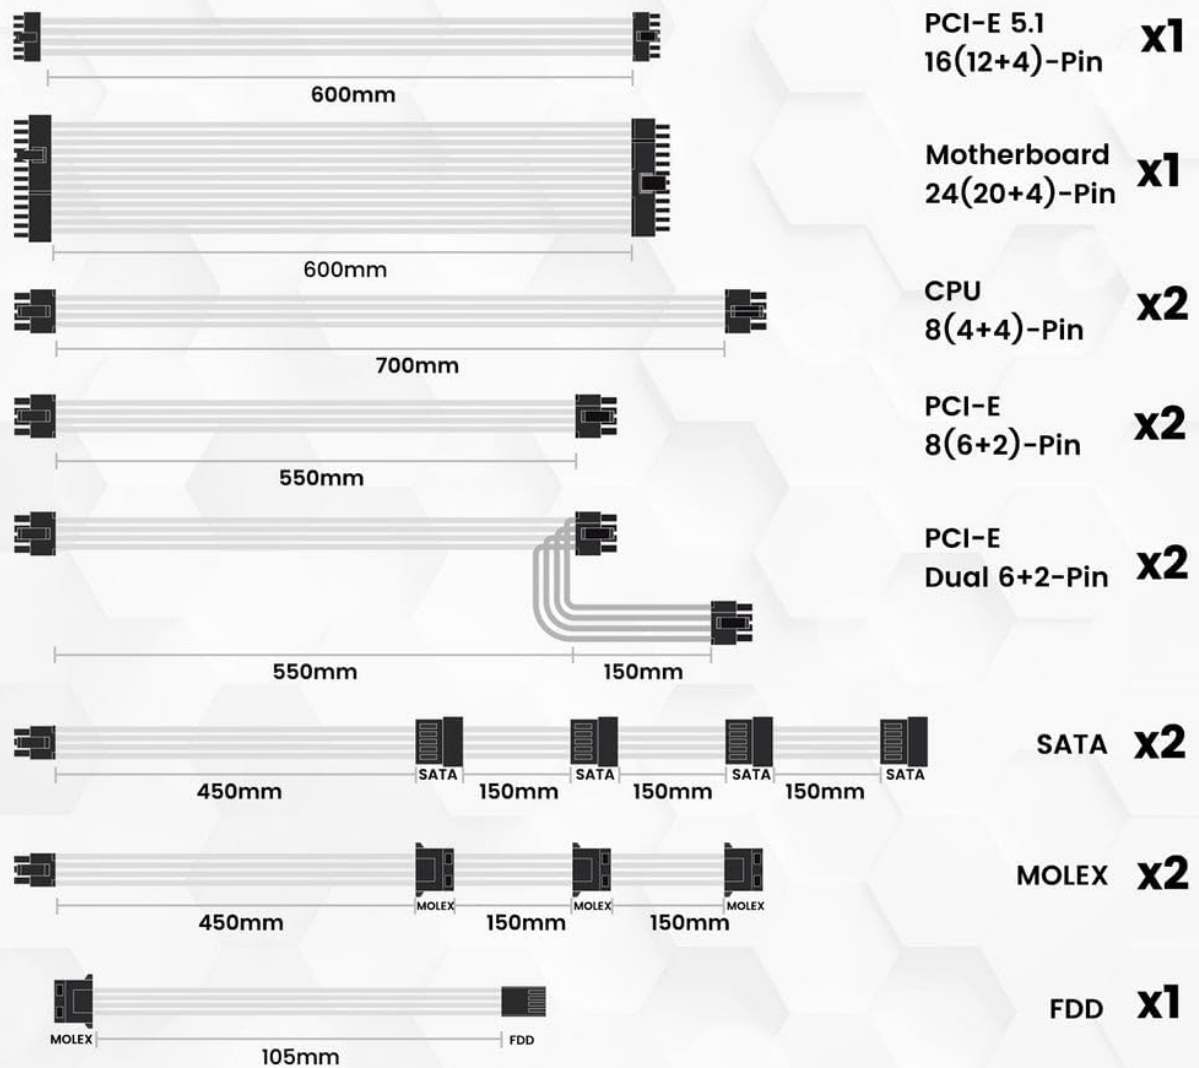 PCI-E 5.1
16(12+4)-Pin
x1
600mm
Motherboard
24(20+4)-Pin
x1
600mm
CPU
8(4+4)-Pin
x2
700mm
PCI-E
8(6+2)-Pin
x2
550mm
PCI-E
Dual 6+2-Pin
x2
550mm
150mm
SATA
x2
SATA
SATA
SATA
SATA
450mm
150mm
150mm
150mm
MOLEX
x2
MOLEX
MOLEX
MOLEX
450mm
150mm
150mm
FDD
x1
MOLEX
FDD
105mm